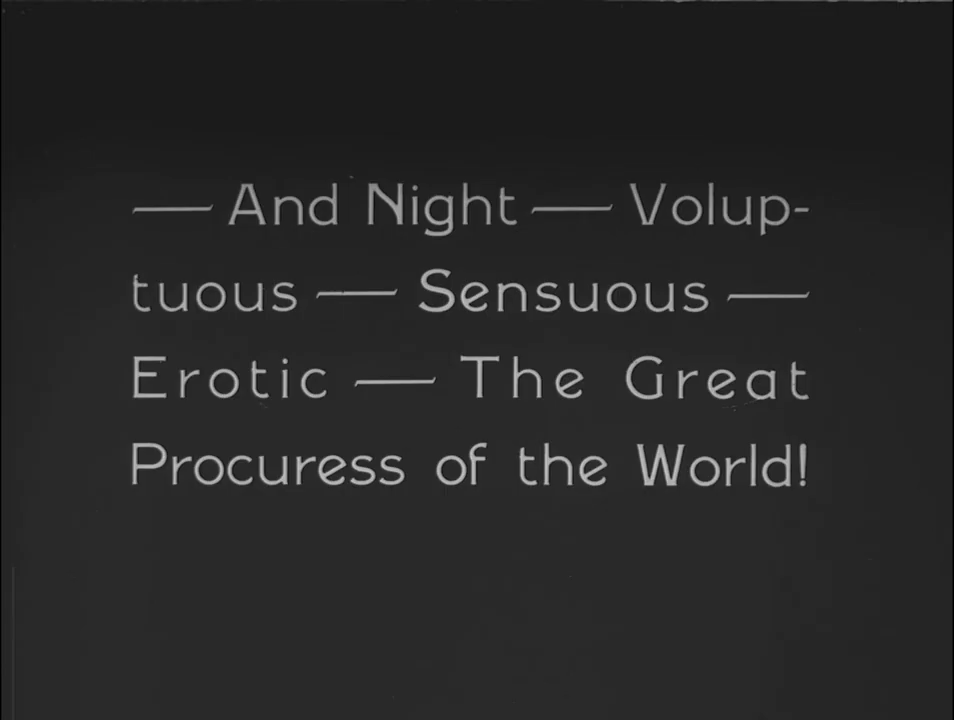 — And Night — Volup-
tuous — Sensuous —
Erotic — The Great
Procuress of the World!